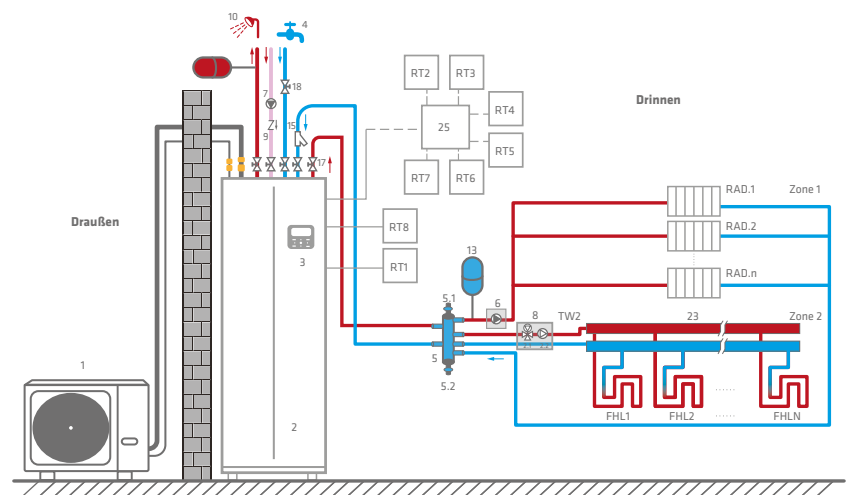 10
4
RT2
RT3
Drinnen
7
18
RT4
9
15
25
RT5
17
RT7
RT6
RAD.1
Zone 1
Draußen
RT8
RAD.2
3
13
RT1
RAD.n
5.1
6
8
TW2
23
Zone 2
5
1
5.2
FHL1
FHL2
FHLN
2